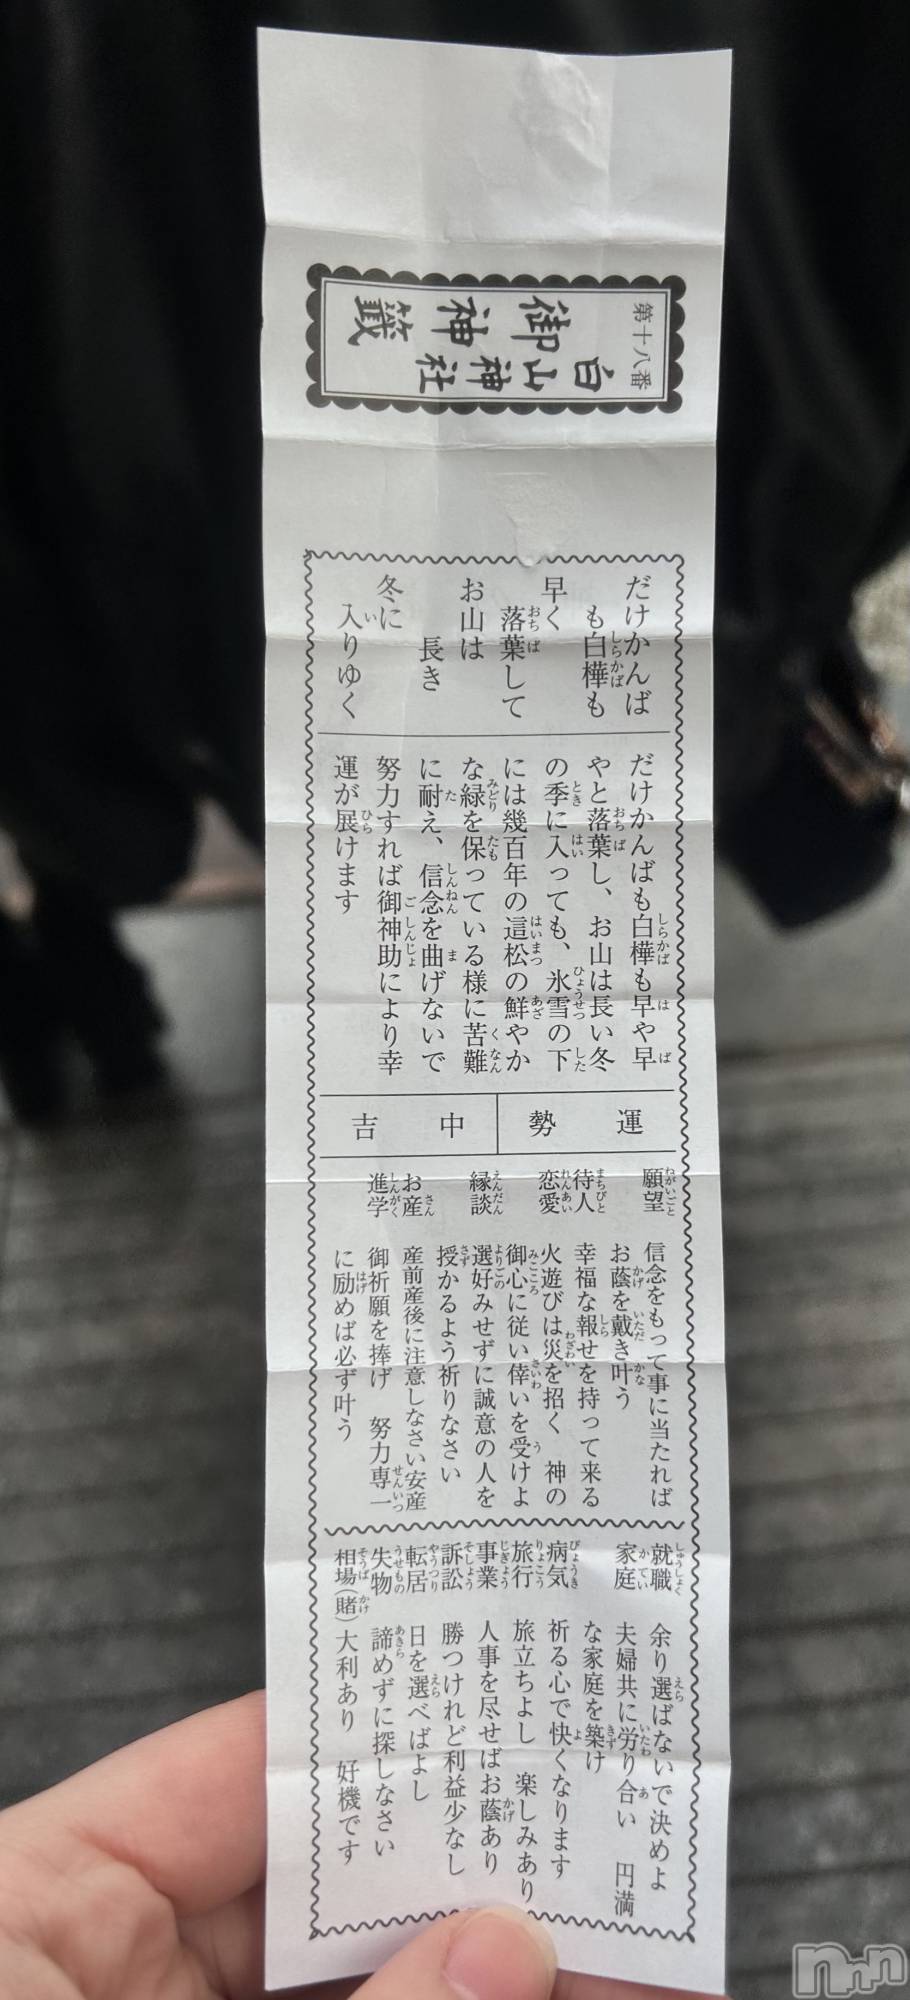 第十八番
白山神社
御神籤
だけかんば
も白樺も
早く
落葉して
お山は
長き
冬に
入りゆく
だけかんばも白樺も早や早
やと落葉し、お山は長い冬
の季に入っても、氷雪の下
には幾百年の這松の鮮やか
な緑を保っている様に苦難
に耐え、信念を曲げないで
努力すれば御神助により幸
運が展けます
運勢
中吉
願望 信念をもって事に当たれば
お蔭を戴き叶う
待人 幸福な報せを持って来る
恋愛 火遊びは災を招く 神の
御心に従い倖いを受けよ
縁談 選好みせずに誠意の人を
授かるよう祈りなさい
お産 産前産後に注意しなさい安産
進学 御祈願を捧げ 努力専一
に励めば必ず叶う
就職 余り選ばないで決めよ
家庭 夫婦共に労り合い 円満
な家庭を築け
病気 祈る心で快くなります
旅行 旅立ちよし 楽しみあり
事業 人事を尽せばお蔭あり
訴訟 勝つけれど利益少なし
転居 日を選べばよし
失物 諦めずに探しなさい
相場(賭) 大利あり 好機です
nnn